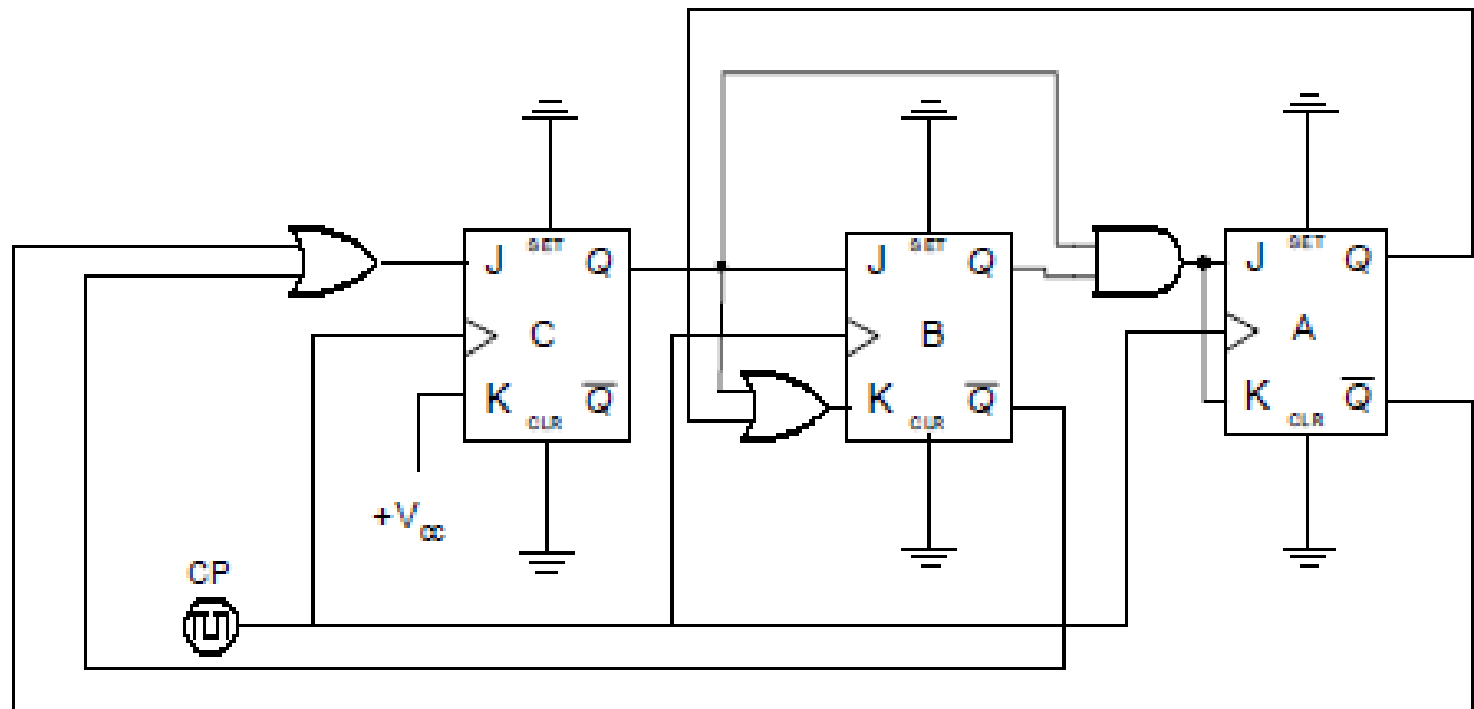 J SET Q
C
K CLR Q̅
J SET Q
B
K CLR Q̅
J SET Q
A
K CLR Q̅
+VCC
CP